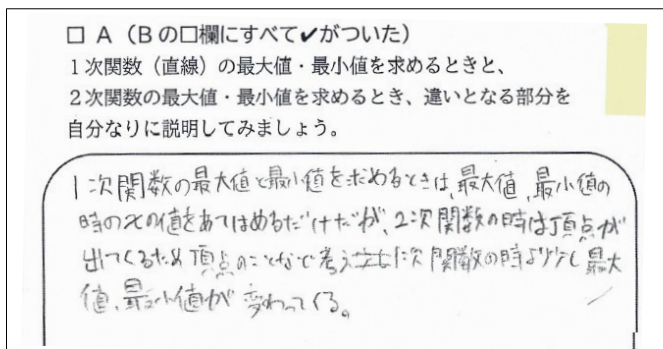 □ A（Bの□欄にすべて✔がついた）
１次関数（直線）の最大値・最小値を求めるときと、
２次関数の最大値・最小値を求めるとき、違いとなる部分を
自分なりに説明してみましょう。
1次関数の最大値と最小値を求めるときは、最大値、最小値の
時のxの値をあてはめるだけだが、2次関数の時は頂点が
出てくるため頂点のことなど考え1次関数の時より少し最大
値、最小値が変わってくる。